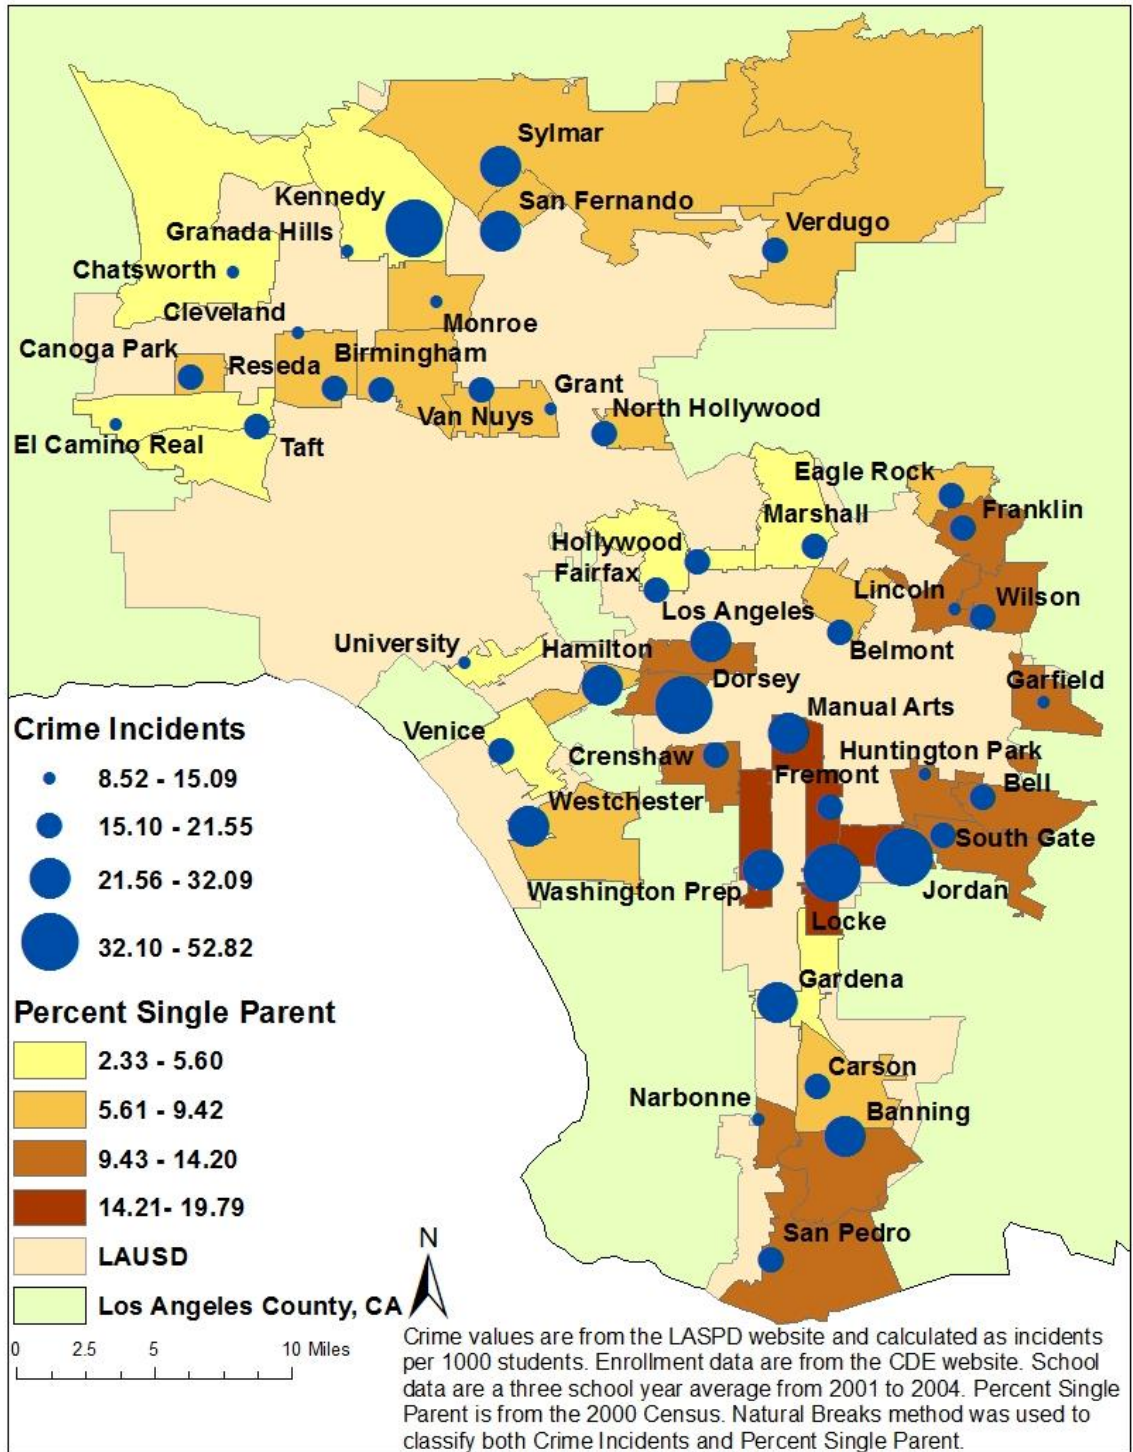 Sylmar
Kennedy
San Fernando
Granada Hills
Verdugo
Chatsworth
Cleveland
Monroe
Canoga Park
Reseda
Birmingham
Grant
Van Nuys
North Hollywood
El Camino Real
Taft
Eagle Rock
Marshall
Franklin
Hollywood
Fairfax
Lincoln
Wilson
Los Angeles
University
Hamilton
Belmont
Dorsey
Garfield
Manual Arts
Venice
Crenshaw
Huntington Park
Fremont
Bell
Westchester
South Gate
Washington Prep
Jordan
Locke
Gardena
Carson
Narbonne
Banning
San Pedro
Crime Incidents
8.52 - 15.09
15.10 - 21.55
21.56 - 32.09
32.10 - 52.82
Percent Single Parent
2.33 - 5.60
5.61 - 9.42
9.43 - 14.20
14.21- 19.79
LAUSD
Los Angeles County, CA
N
0 2.5 5 10 Miles
Crime values are from the LASPD website and calculated as incidents
per 1000 students. Enrollment data are from the CDE website. School
data are a three school year average from 2001 to 2004. Percent Single
Parent is from the 2000 Census. Natural Breaks method was used to
classify both Crime Incidents and Percent Single Parent.